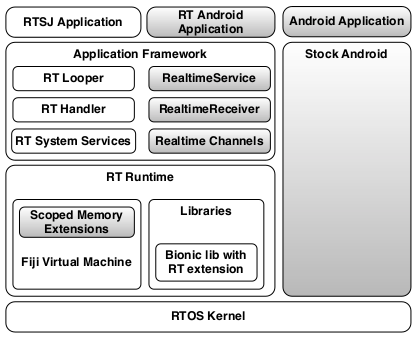 RTSJ Application
RT Android
Application
Android Application
Application Framework
RT Looper
RealtimeService
RT Handler
RealtimeReceiver
RT System Services
Realtime Channels
Stock Android
RT Runtime
Scoped Memory
Extensions
Fiji Virtual Machine
Libraries
Bionic lib with
RT extension
RTOS Kernel